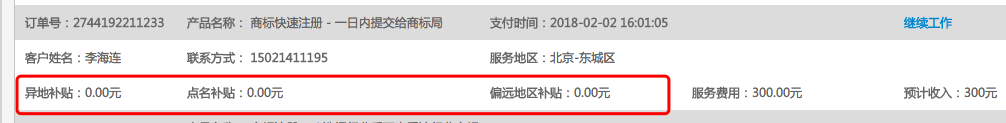 订单号：2744192211233 产品名称： 商标快速注册 - 一日内提交给商标局 支付时间：2018-02-02 16:01:05 继续工作
客户姓名：李海连 联系方式： 15021411195 服务地区：北京-东城区
异地补贴：0.00元 点名补贴：0.00元 偏远地区补贴：0.00元 服务费用：300.00元 预计收入：300元